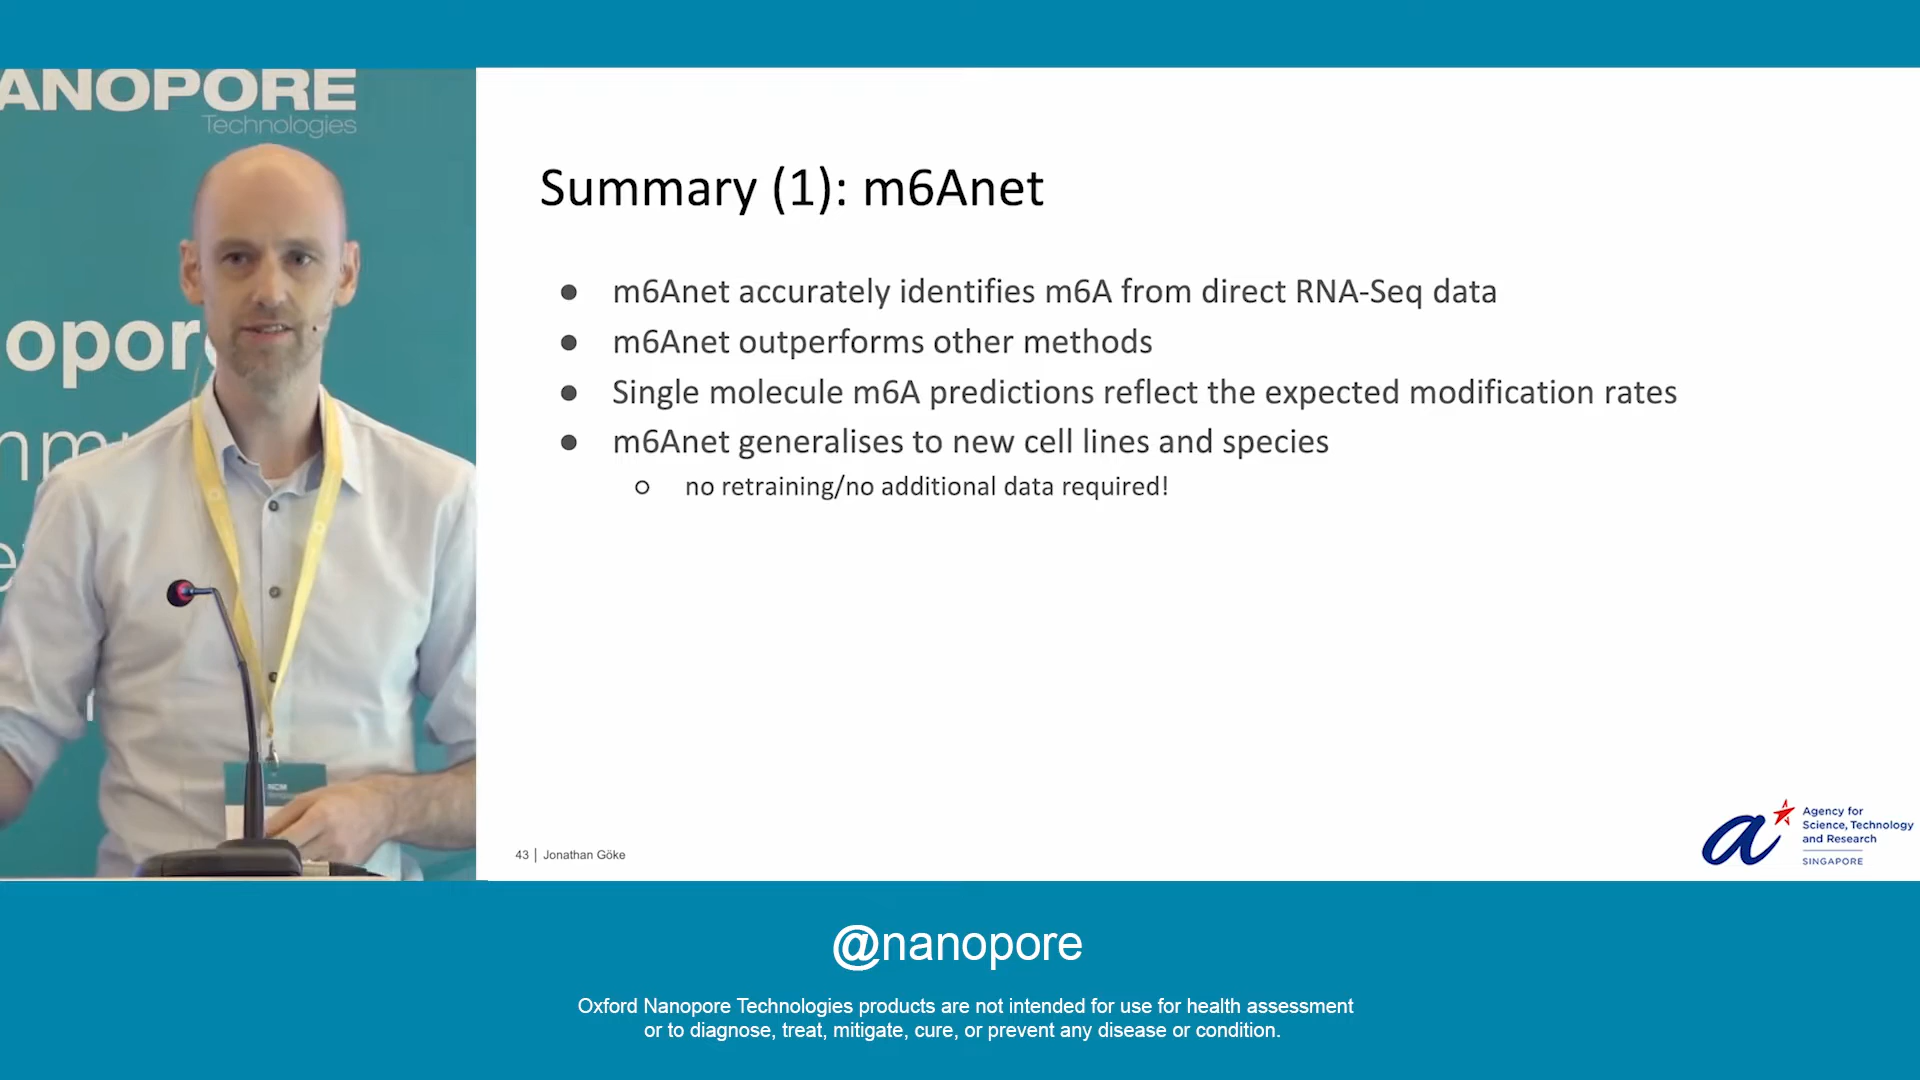 ANOPORE
Technologies
opor
Summary (1): m6Anet
● m6Anet accurately identifies m6A from direct RNA-Seq data
● m6Anet outperforms other methods
● Single molecule m6A predictions reflect the expected modification rates
● m6Anet generalises to new cell lines and species
○ no retraining/no additional data required!
43 | Jonathan Göke
a
Agency for
Science, Technology
and Research
SINGAPORE
NCM
@nanopore
Oxford Nanopore Technologies products are not intended for use for health assessment
or to diagnose, treat, mitigate, cure, or prevent any disease or condition.